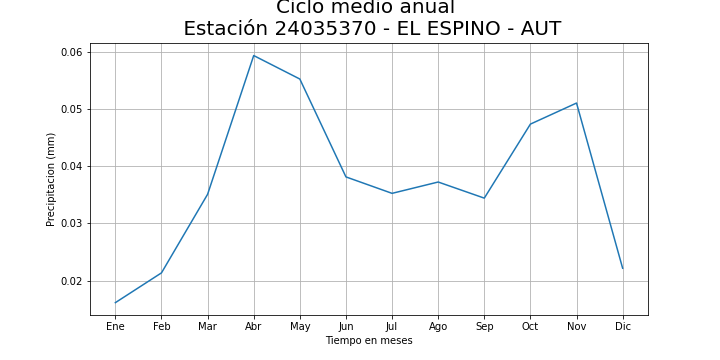 Ciclo medio anual
Estación 24035370 - EL ESPINO - AUT
0.06
0.05
0.04
0.03
0.02
Precipitacion (mm)
Ene Feb Mar Abr May Jun Jul Ago Sep Oct Nov Dic
Tiempo en meses